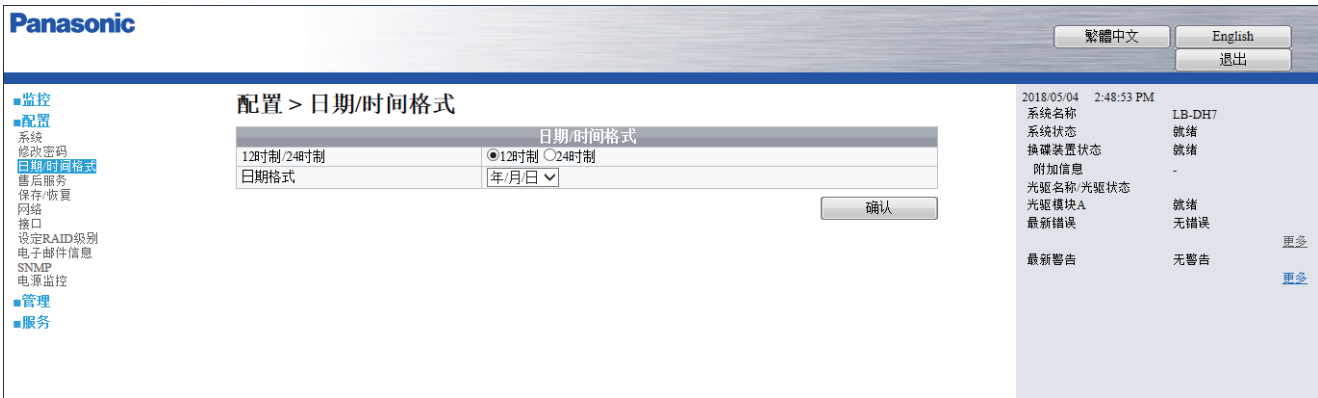 Panasonic
繁體中文 English
退出
■监控
■配置
系统
修改密码
日期/时间格式
售后服务
保存/恢复
网络
接口
设定RAID级别
电子邮件信息
SNMP
电源监控
■管理
■服务
配置 > 日期/时间格式
日期/时间格式
12时制/24时制 12时制 24时制
日期格式 年/月/日
确认
2018/05/04 2:48:53 PM
系统名称 LB-DH7
系统状态 就绪
换碟装置状态 就绪
附加信息 -
光驱名称/光驱状态
光驱模块A 就绪
最新错误 无错误
更多
最新警告 无警告
更多